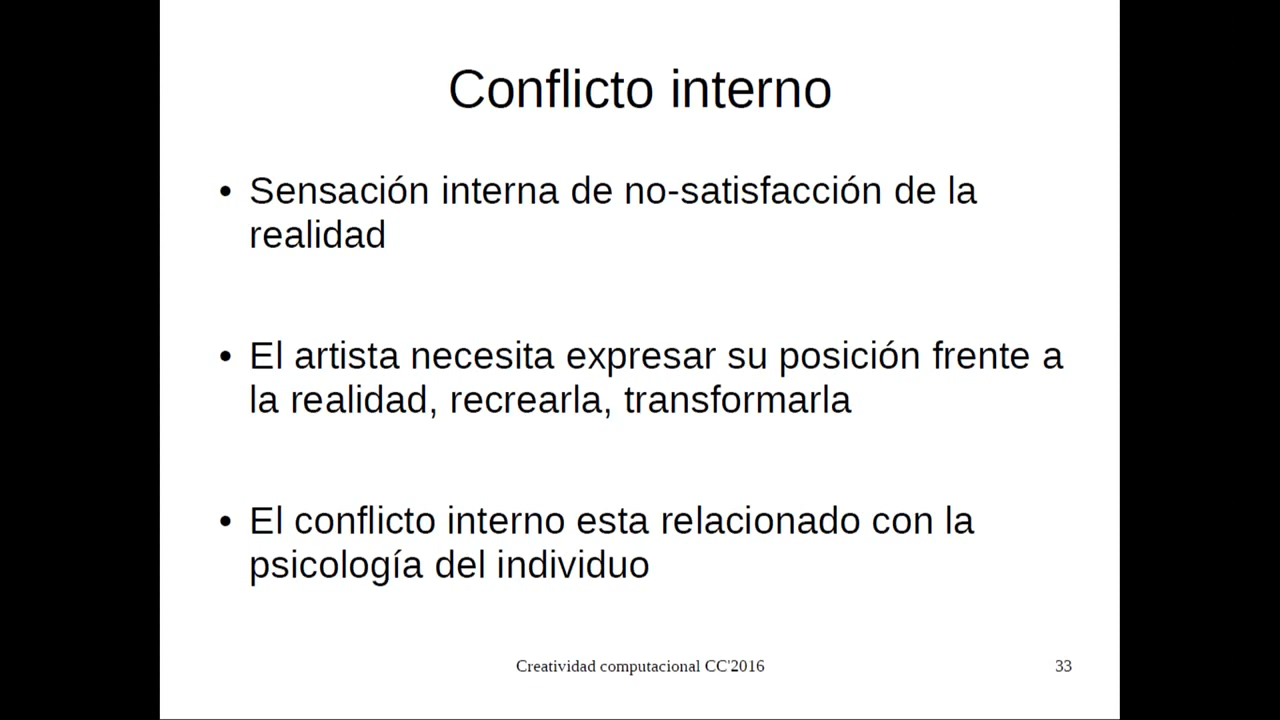 Conflicto interno
• Sensación interna de no-satisfacción de la
realidad
• El artista necesita expresar su posición frente a
la realidad, recrearla, transformarla
• El conflicto interno esta relacionado con la
psicología del individuo
Creatividad computacional CC'2016
33